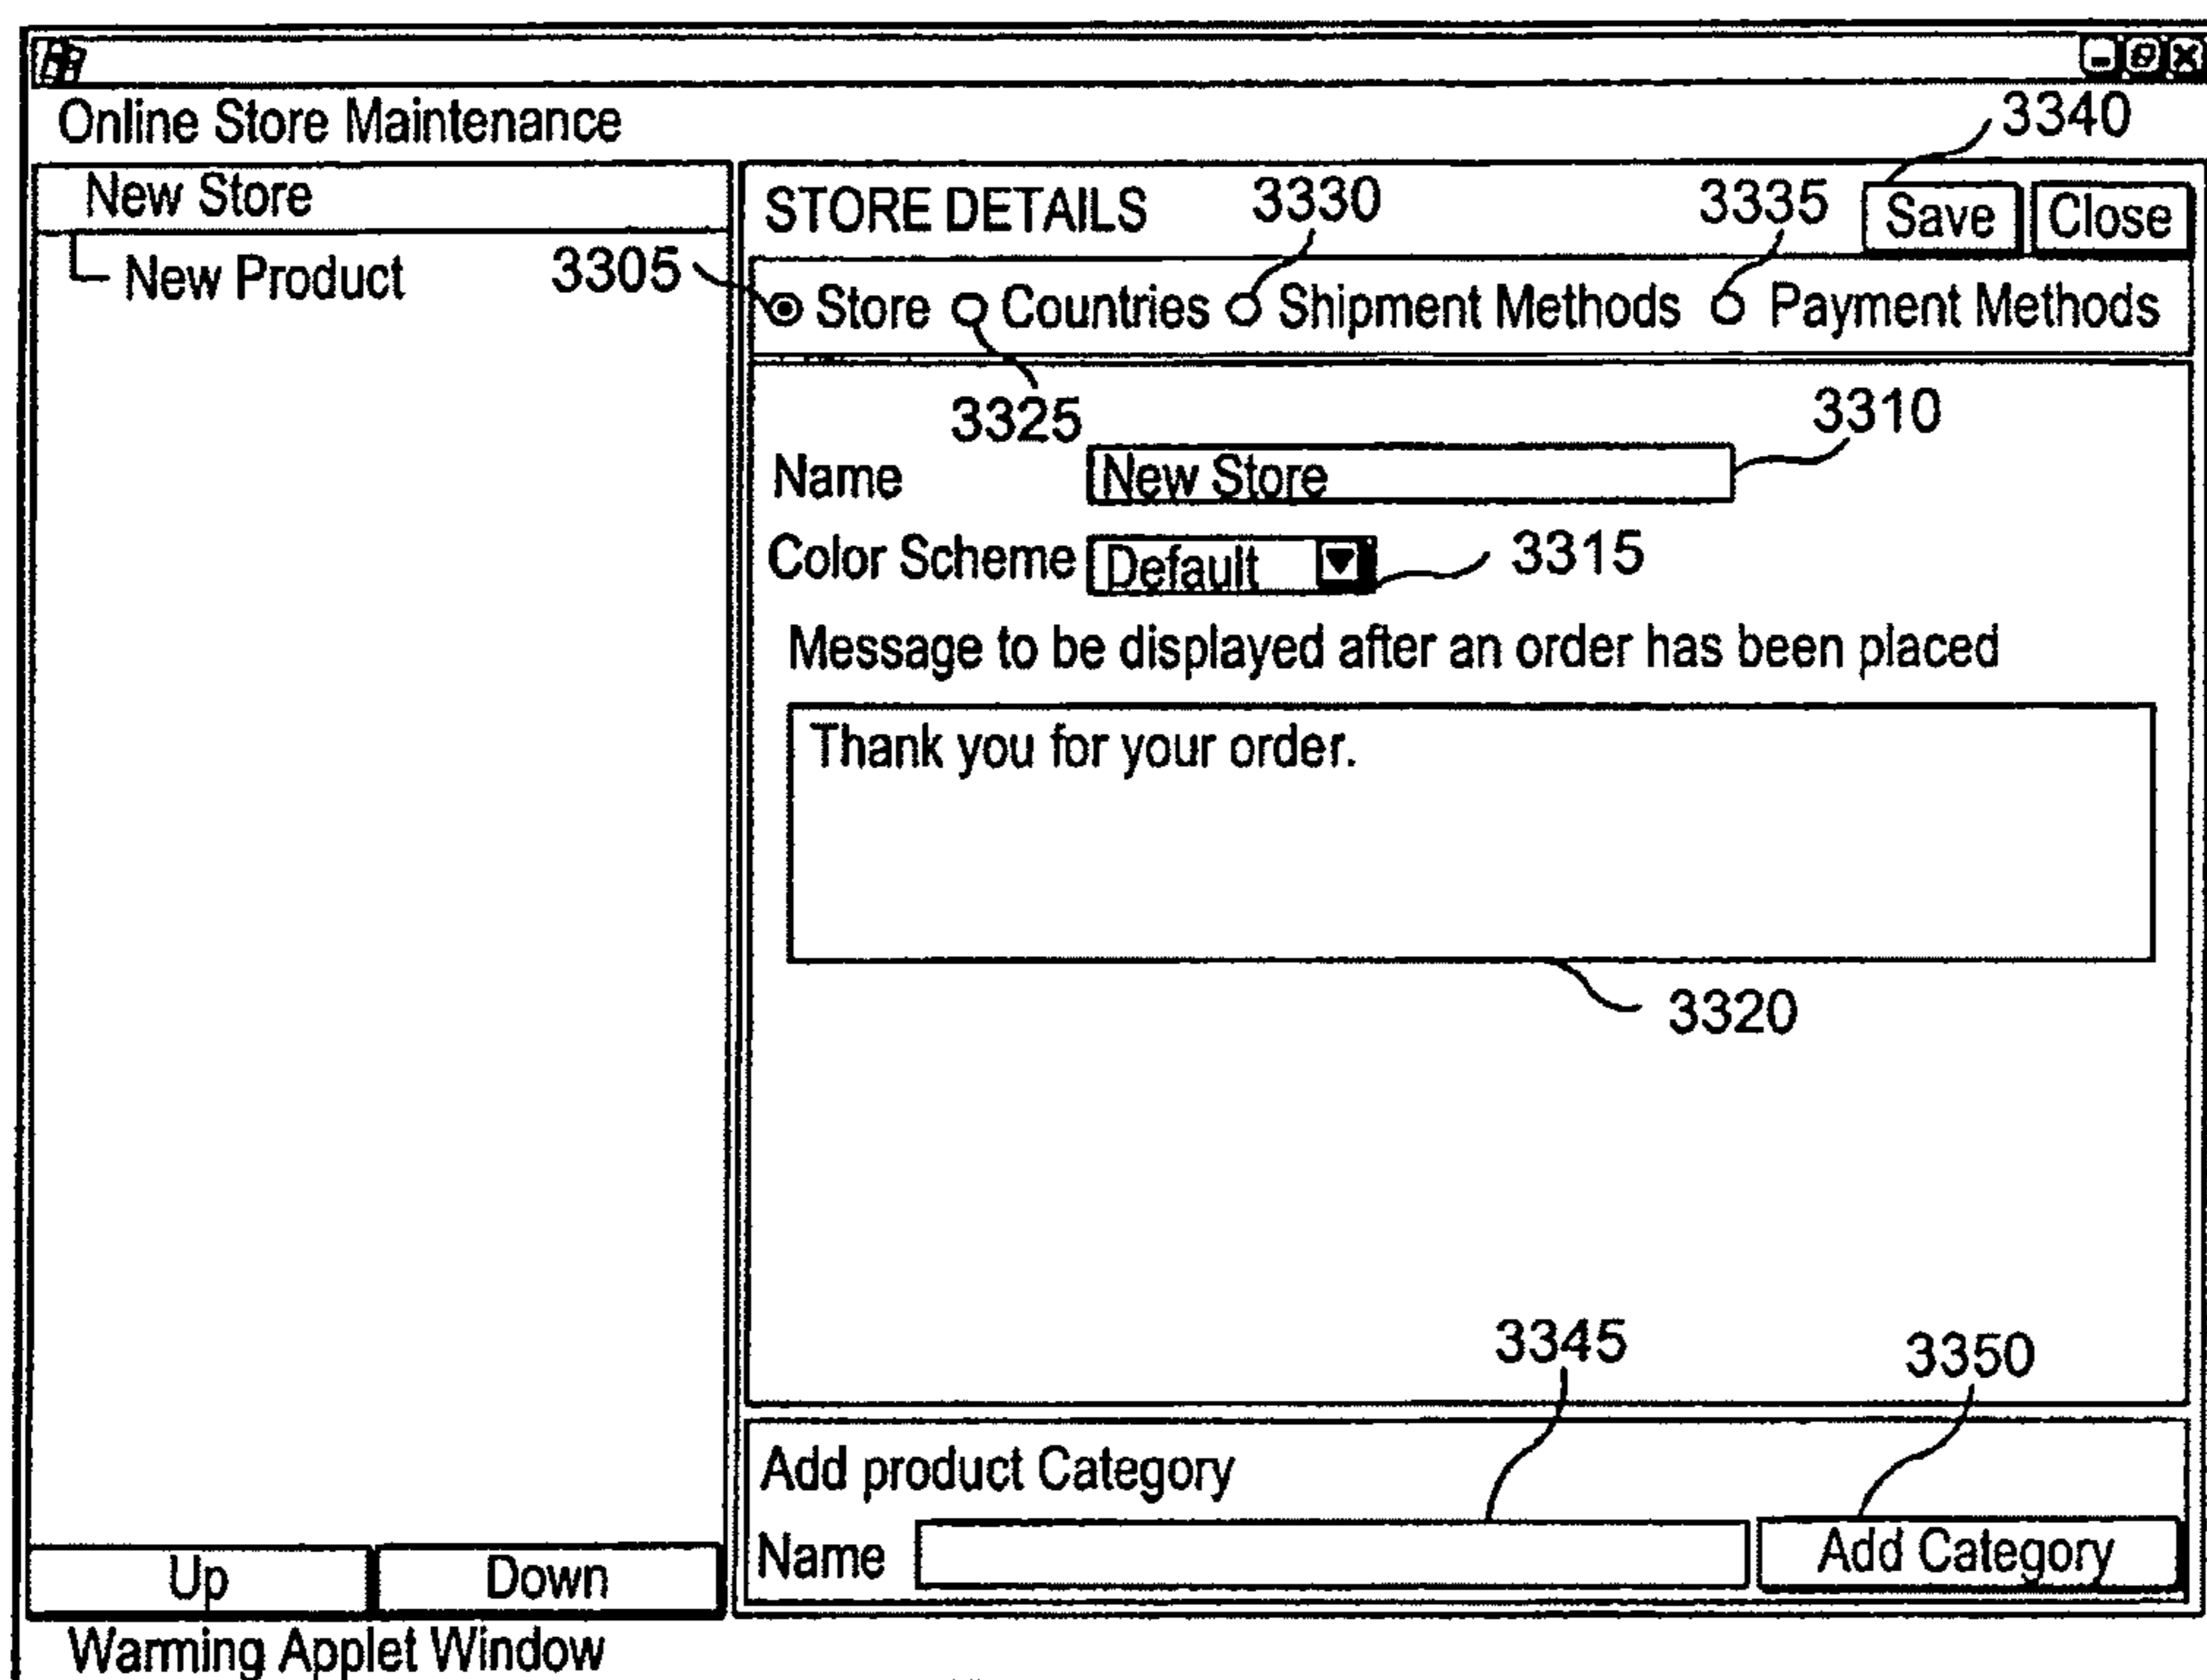 Online Store Maintenance
3340
New Store
New Product
STORE DETAILS
3330
3335
Save
Close
3305
Store
Countries
Shipment Methods
Payment Methods
3325
3310
Name
New Store
Color Scheme
Default
3315
Message to be displayed after an order has been placed
Thank you for your order.
3320
3345
3350
Add product Category
Name
Add Category
Up
Down
Warming Applet Window